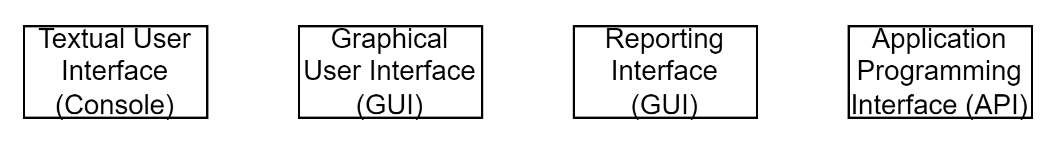 Textual User
Interface
(Console)
Graphical
User Interface
(GUI)
Reporting
Interface
(GUI)
Application
Programming
Interface (API)